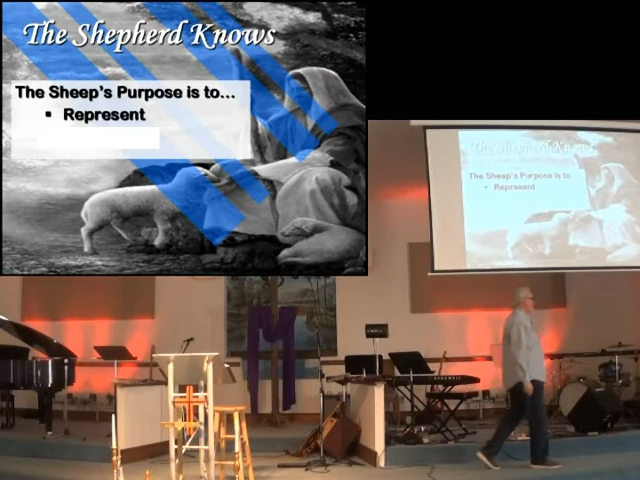 The Shepherd Knows
The Sheep's Purpose is to…
▪ Represent
The Shepherd Knows
The Sheep's Purpose is to
• Represent